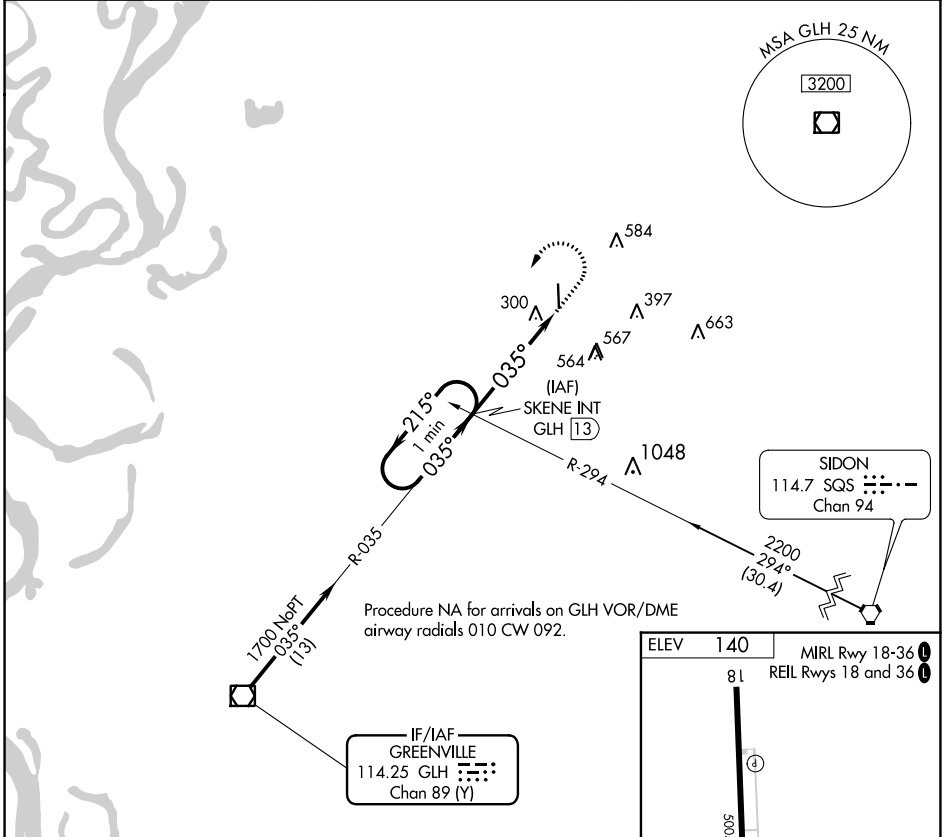 MSA GLH 25 NM
3200
584
300
397
663
567
564
035°
(IAF)
SKENE INT
GLH 13
215°
1 min
035°
R-294
1048
SIDON
114.7 SQS
Chan 94
2200
294°
(30.4)
R-035
1700 NoPT
035°
(13)
Procedure NA for arrivals on GLH VOR/DME
airway radials 010 CW 092.
IF/IAF
GREENVILLE
114.25 GLH
Chan 89 (Y)
ELEV 140
MIRL Rwy 18-36 L
REIL Rwys 18 and 36 L
18
P